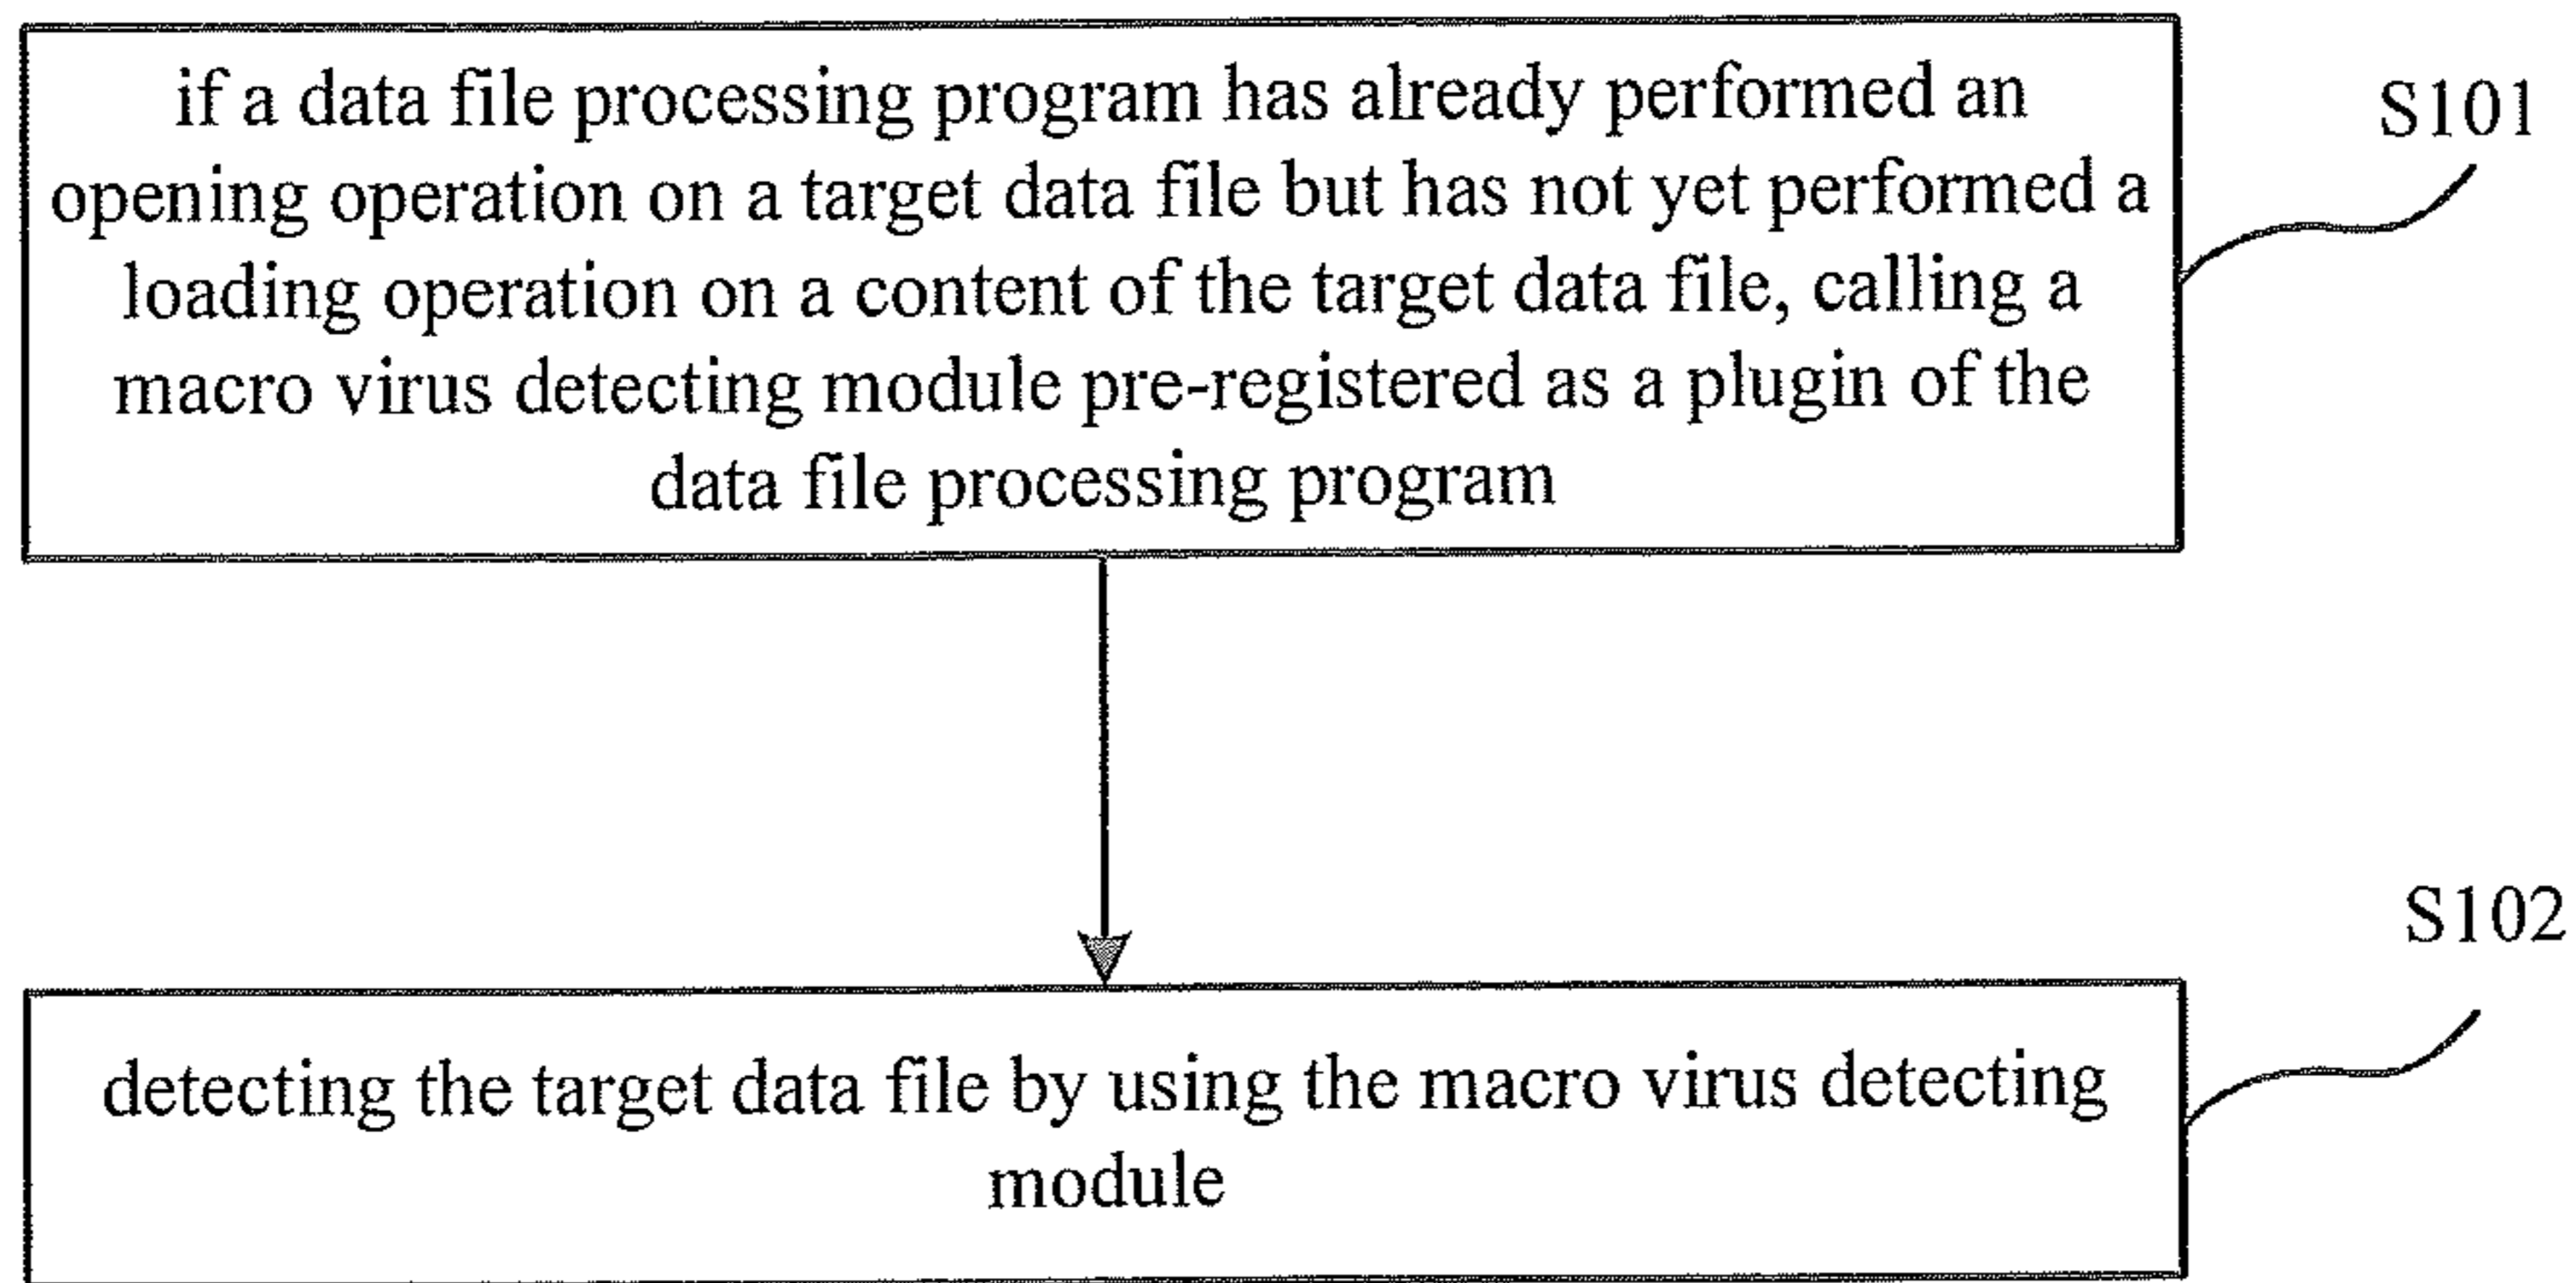 if a data file processing program has already performed an
opening operation on a target data file but has not yet performed a
loading operation on a content of the target data file, calling a
macro virus detecting module pre-registered as a plugin of the
data file processing program
S101
detecting the target data file by using the macro virus detecting
module
S102